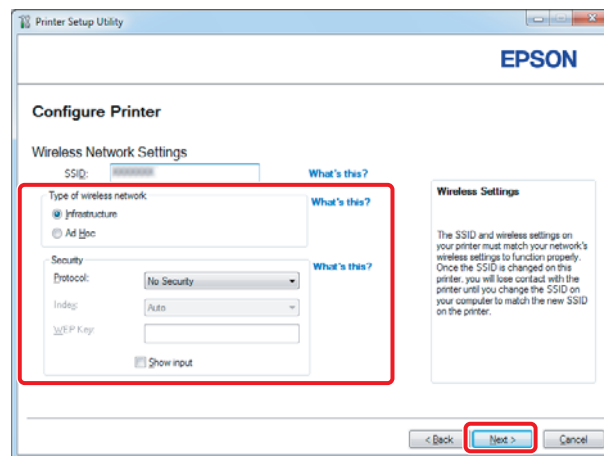 Printer Setup Utility
EPSON
Configure Printer
Wireless Network Settings
SSID:
What's this?
Type of wireless network
What's this?
Infrastructure
Ad Hoc
Security
What's this?
Protocol:
No Security
Index:
Auto
WEP Key:
Show input
Wireless Settings
The SSID and wireless settings on
your printer must match your network's
wireless settings to function properly.
Once the SSID is changed on this
printer, you will lose contact with the
printer until you change the SSID on
your computer to match the new SSID
on the printer.
< Back
Next >
Cancel